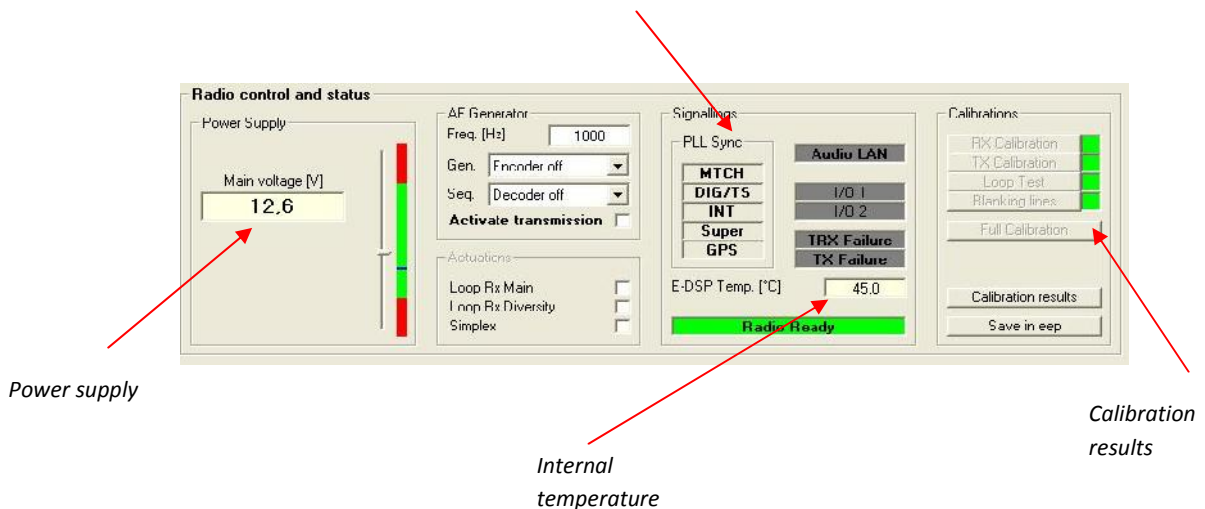 Radio control and status
Power Supply
Main voltage [V]
12,6
AF Generator
Freq. [Hz] 1000
Gen. Encoder off
Seq. Decoder off
Activate transmission
Actuations
Loop Rx Main
Loop Rx Diversity
Simplex
Signallings
PLL Sync
MTCH
DIG/TS
INT
Super
GPS
Audio LAN
I/O 1
I/O 2
TRX Failure
TX Failure
E-DSP Temp. [°C] 45.0
Radio Ready
Calibrations
RX Calibration
TX Calibration
Loop Test
Blanking lines
Full Calibration
Calibration results
Save in eep
Power supply
Internal
temperature
Calibration
results